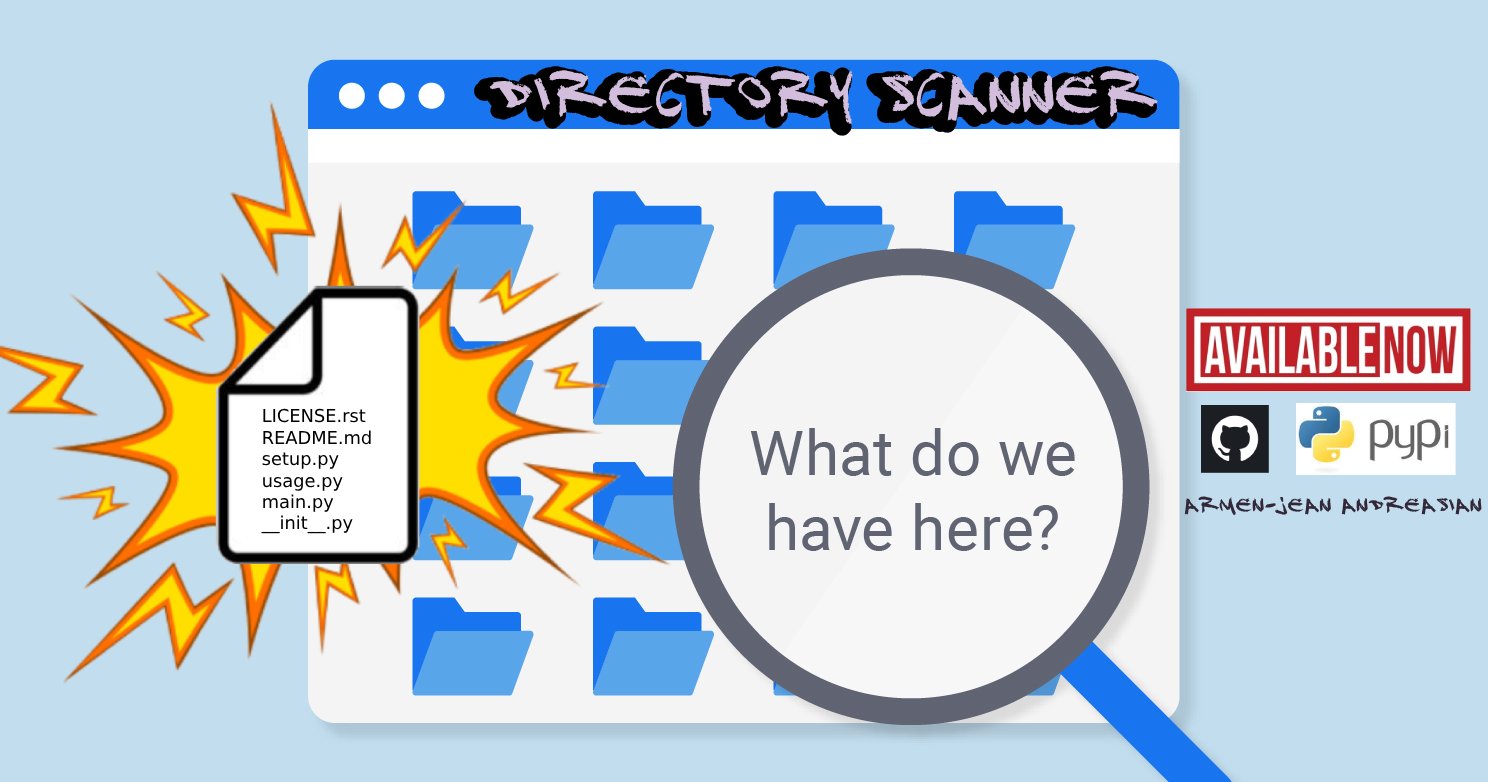 DIRECTORY SCANNER
LICENSE.rst
README.md
setup.py
usage.py
main.py
__init__.py
What do we
have here?
AVAILABLE NOW
pypi
ARMEN-JEAN ANDREASIAN